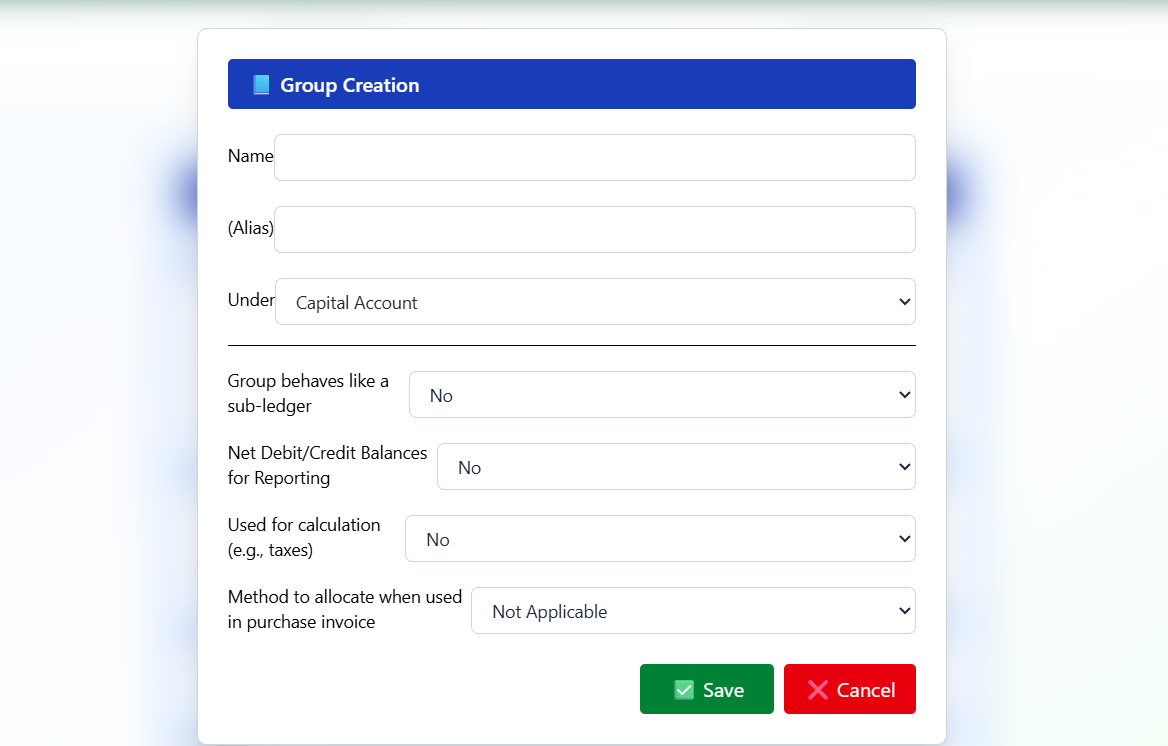 Group Creation
Name
(Alias)
Under
Capital Account
Group behaves like a
sub-ledger
No
Net Debit/Credit Balances
for Reporting
No
Used for calculation
(e.g., taxes)
No
Method to allocate when used
in purchase invoice
Not Applicable
Save
Cancel